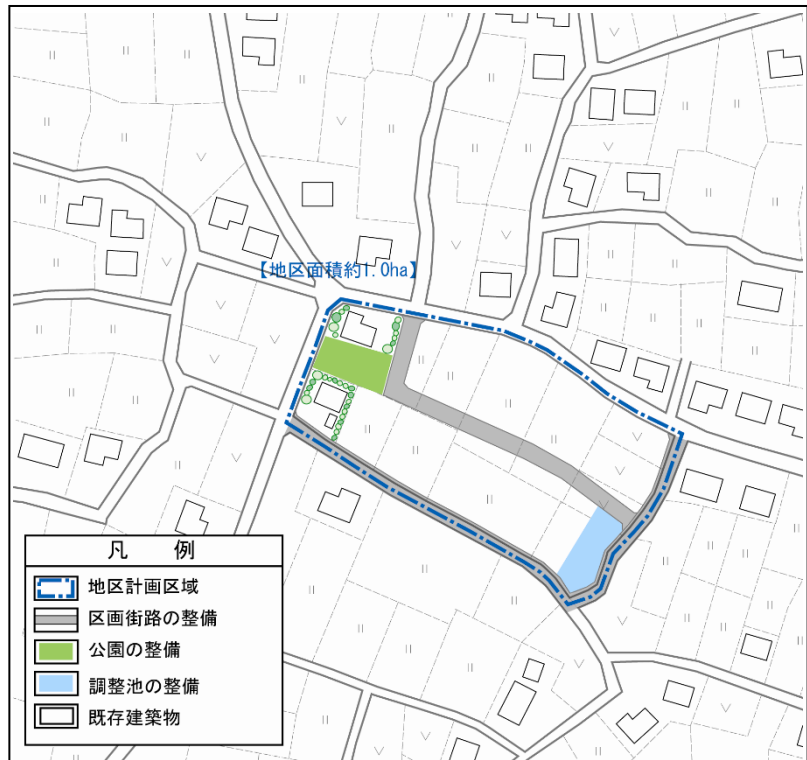 【地区面積約1.0ha】
凡 例
地区計画区域
区画街路の整備
公園の整備
調整池の整備
既存建築物